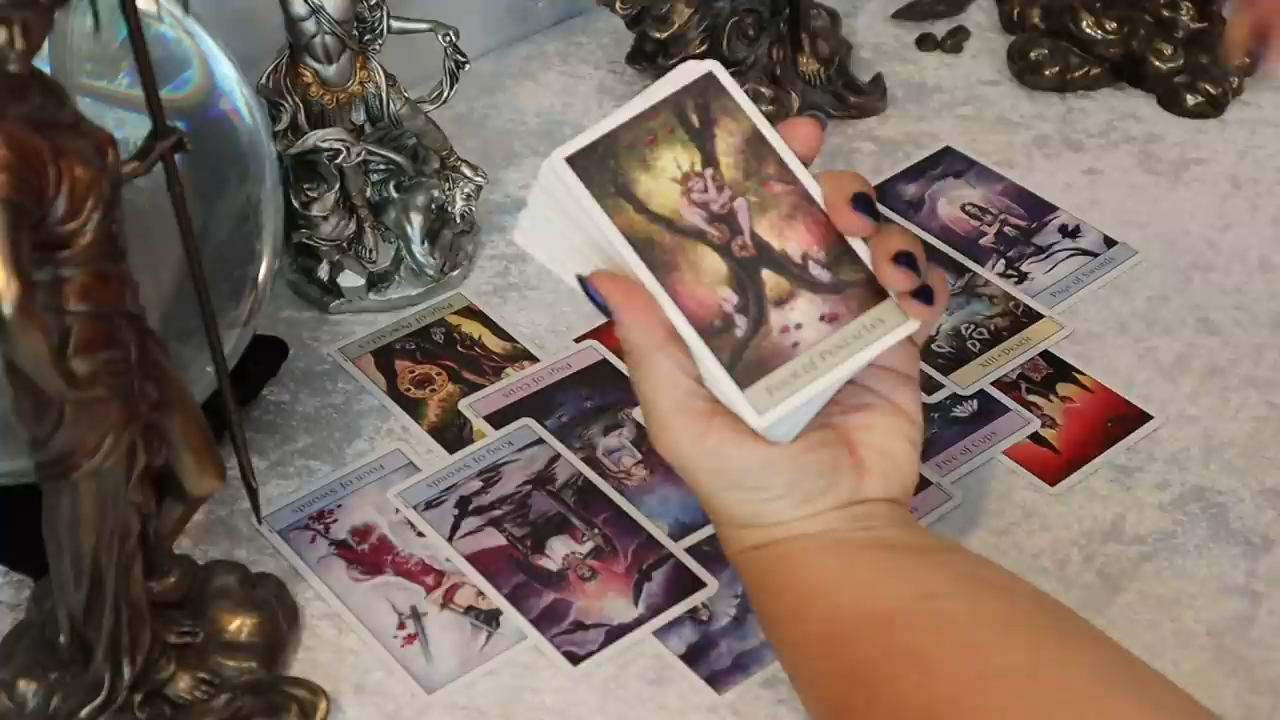 Four of Pentacles
Page of Swords
XIII • Death
Five of Cups
Page of Pentacles
Page of Cups
King of Swords
Four of Swords